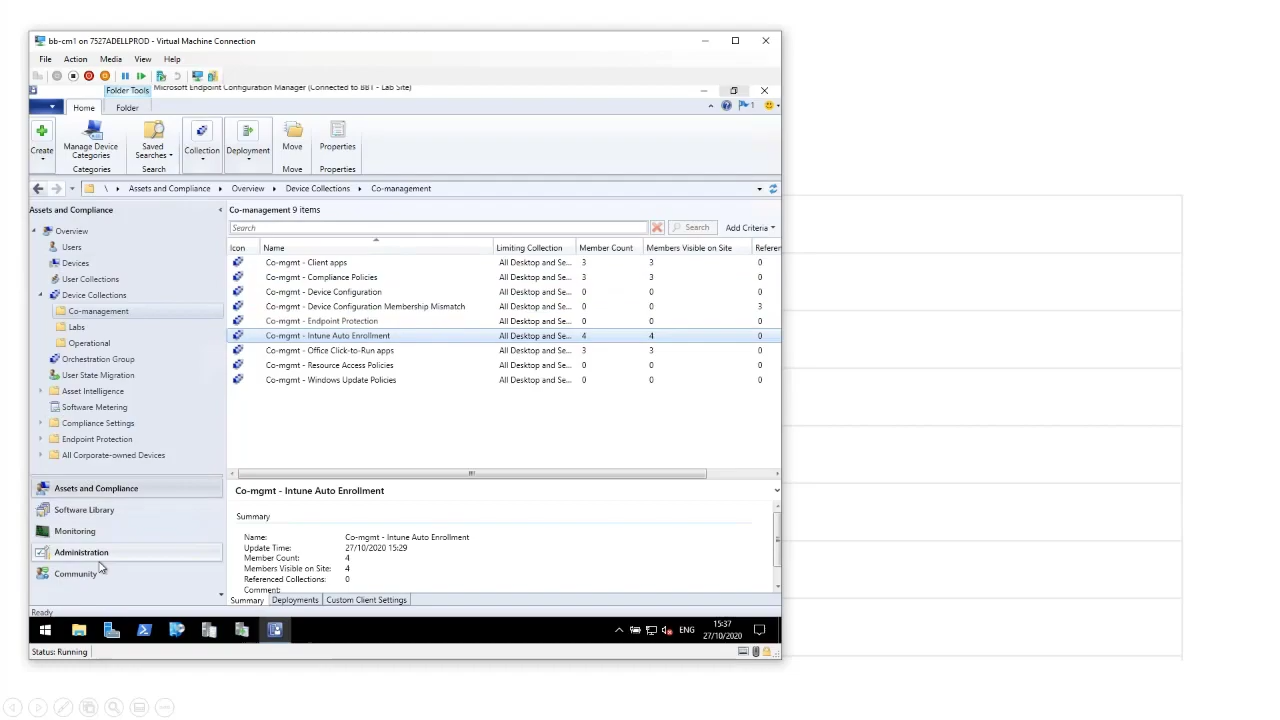 bb-cm1 on 7527ADELLPROD - Virtual Machine Connection
File Action Media View Help
Folder Tools Microsoft Endpoint Configuration Manager (Connected to BBT - Lab Site)
Home Folder
1
Create
Manage Device Categories
Categories
Saved Searches
Search
Collection
Deployment
Move
Move
Properties
Properties
\ Assets and Compliance Overview Device Collections Co-management
Assets and Compliance
Overview
Users
Devices
User Collections
Device Collections
Co-management
Labs
Operational
Orchestration Group
User State Migration
Asset Intelligence
Software Metering
Compliance Settings
Endpoint Protection
All Corporate-owned Devices
Assets and Compliance
Software Library
Monitoring
Administration
Community
Ready
Co-management 9 items
Search Search Add Criteria
Icon Name Limiting Collection Member Count Members Visible on Site Referen
Co-mgmt - Client apps All Desktop and Se... 3 3 0
Co-mgmt - Compliance Policies All Desktop and Se... 3 3 0
Co-mgmt - Device Configuration All Desktop and Se... 0 0 0
Co-mgmt - Device Configuration Membership Mismatch All Desktop and Se... 0 0 3
Co-mgmt - Endpoint Protection All Desktop and Se... 0 0 0
Co-mgmt - Intune Auto Enrollment All Desktop and Se... 4 4 0
Co-mgmt - Office Click-to-Run apps All Desktop and Se... 3 3 0
Co-mgmt - Resource Access Policies All Desktop and Se... 0 0 0
Co-mgmt - Windows Update Policies All Desktop and Se... 0 0 0
Co-mgmt - Intune Auto Enrollment
Summary
Name: Co-mgmt - Intune Auto Enrollment
Update Time: 27/10/2020 15:29
Member Count: 4
Members Visible on Site: 4
Referenced Collections: 0
Comment:
Summary Deployments Custom Client Settings
ENG
15:37
27/10/2020
Status: Running